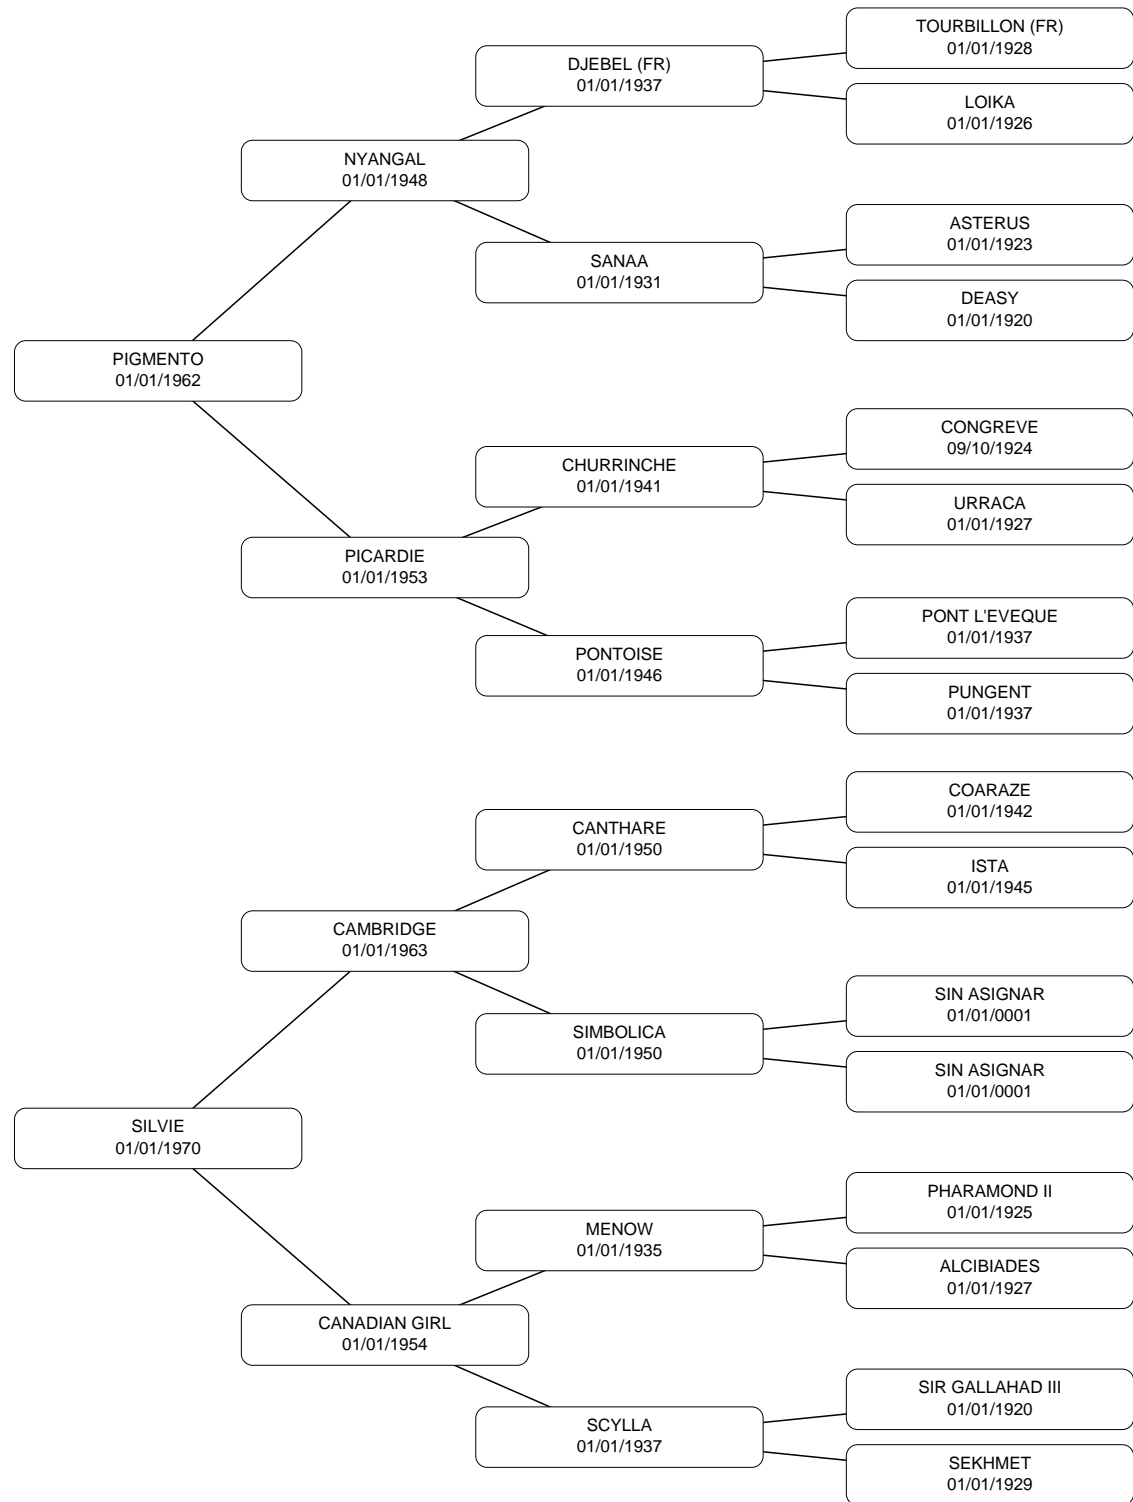 TOURBILLON (FR)
01/01/1928
DJEBEL (FR)
01/01/1937
LOIKA
01/01/1926
NYANGAL
01/01/1948
ASTERUS
01/01/1923
SANAA
01/01/1931
DEASY
01/01/1920
PIGMENTO
01/01/1962
CONGREVE
09/10/1924
CHURRINCHE
01/01/1941
URRACA
01/01/1927
PICARDIE
01/01/1953
PONT L'EVEQUE
01/01/1937
PONTOISE
01/01/1946
PUNGENT
01/01/1937
COARAZE
01/01/1942
CANTHARE
01/01/1950
ISTA
01/01/1945
CAMBRIDGE
01/01/1963
SIN ASIGNAR
01/01/0001
SIMBOLICA
01/01/1950
SIN ASIGNAR
01/01/0001
SILVIE
01/01/1970
PHARAMOND II
01/01/1925
MENOW
01/01/1935
ALCIBIADES
01/01/1927
CANADIAN GIRL
01/01/1954
SIR GALLAHAD III
01/01/1920
SCYLLA
01/01/1937
SEKHMET
01/01/1929